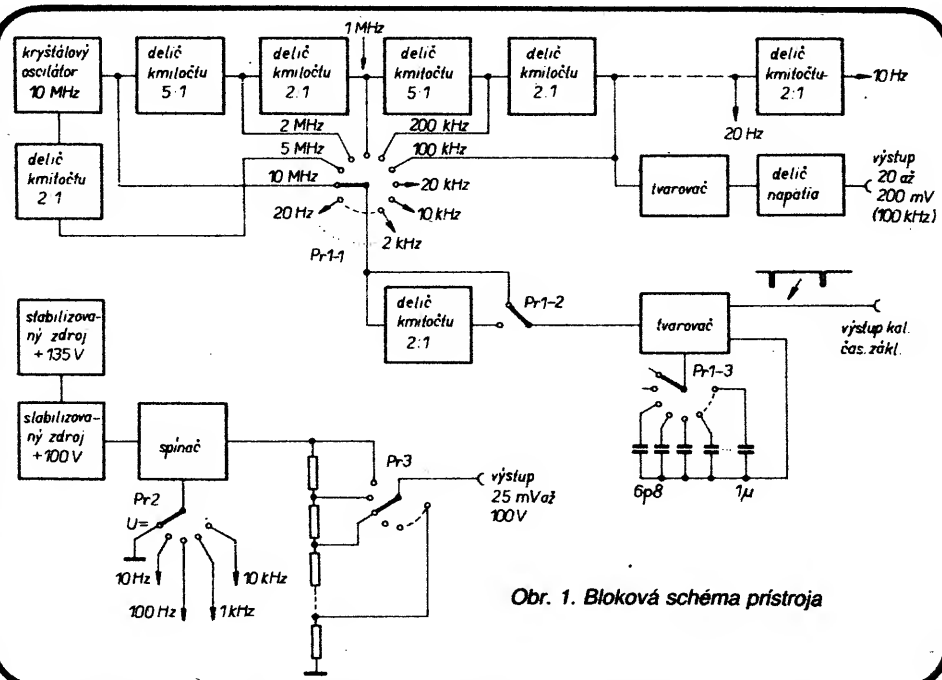 kryštálový
oscilátor
10 MHz
delič
kmitočtu
5:1
delič
kmitočtu
2:1
1 MHz
delič
kmitočtu
5:1
delič
kmitočtu
2:1
delič
kmitočtu
2:1
10 Hz
20 Hz
delič
kmitočtu
2:1
2 MHz
5 MHz
10 MHz
20 Hz
200 kHz
100 kHz
20 kHz
10 kHz
2 kHz
Pr1-1
tvarovač
delič
napätia
výstup
20 až
200 mV
(100 kHz)
delič
kmitočtu
2:1
Pr1-2
tvarovač
výstup kal.
čas. zákl.
Pr1-3
6p8
1µ
stabilizova-
ný zdroj
+135 V
stabilizova-
ný zdroj
+100 V
spínač
Pr2
U=
10 Hz
100 Hz
1 kHz
10 kHz
Pr3
výstup
25 mV až
100 V
Obr. 1. Bloková schéma prístroja